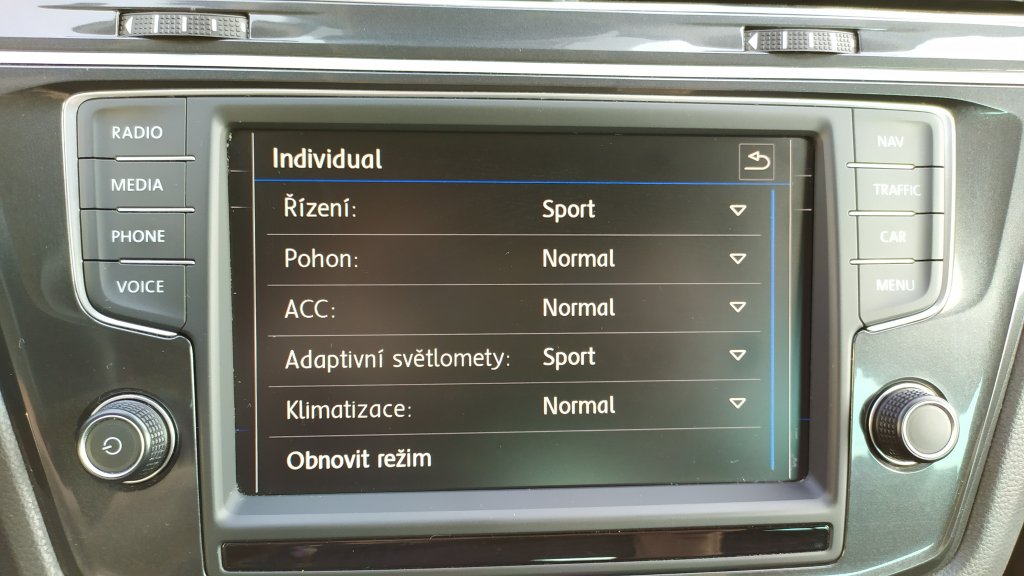 RADIO
MEDIA
PHONE
VOICE
Individual
Řízení: Sport
Pohon: Normal
ACC: Normal
Adaptivní světlomety: Sport
Klimatizace: Normal
Obnovit režim
NAV
TRAFFIC
CAR
MENU